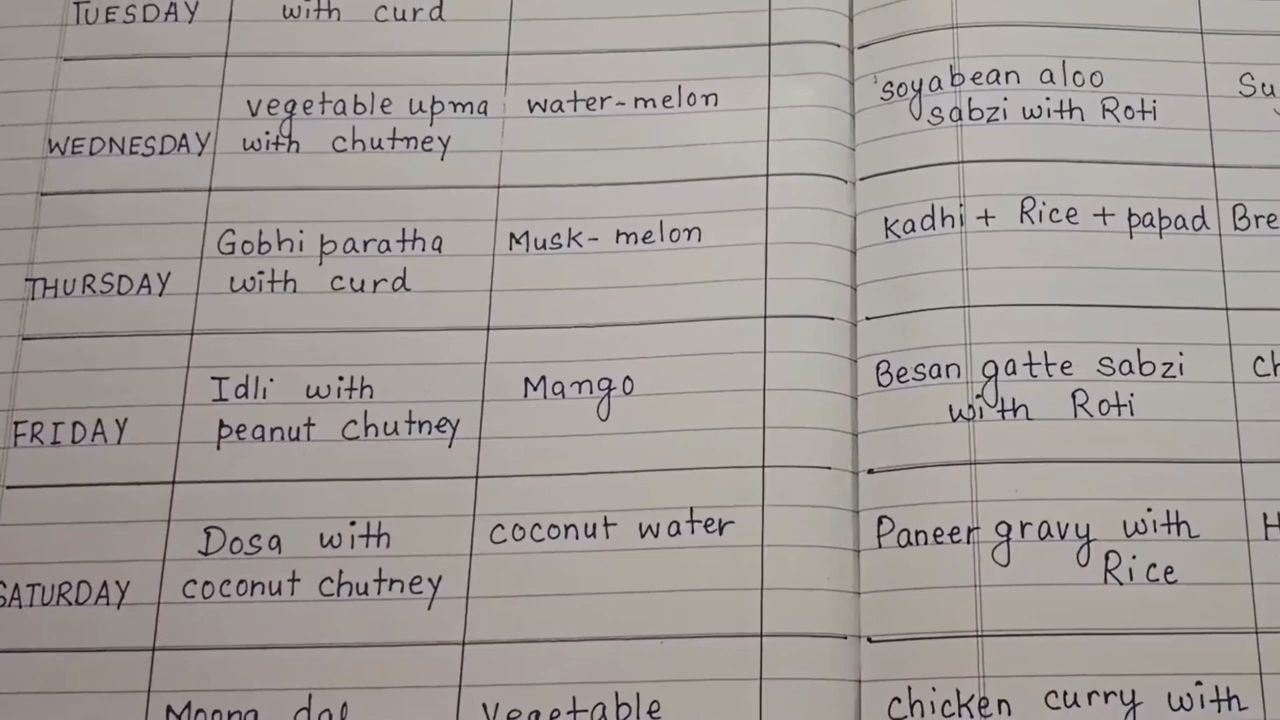 TUESDAY with curd
vegetable upma water-melon soyabean aloo
WEDNESDAY with chutney sabzi with Roti
Gobhi paratha Musk-melon Kadhi + Rice + papad
THURSDAY with curd
Idli with Mango Besan gatte sabzi
FRIDAY peanut chutney with Roti
Dosa with coconut water Paneer gravy with
SATURDAY coconut chutney Rice
Moong dal Vegetable chicken curry with